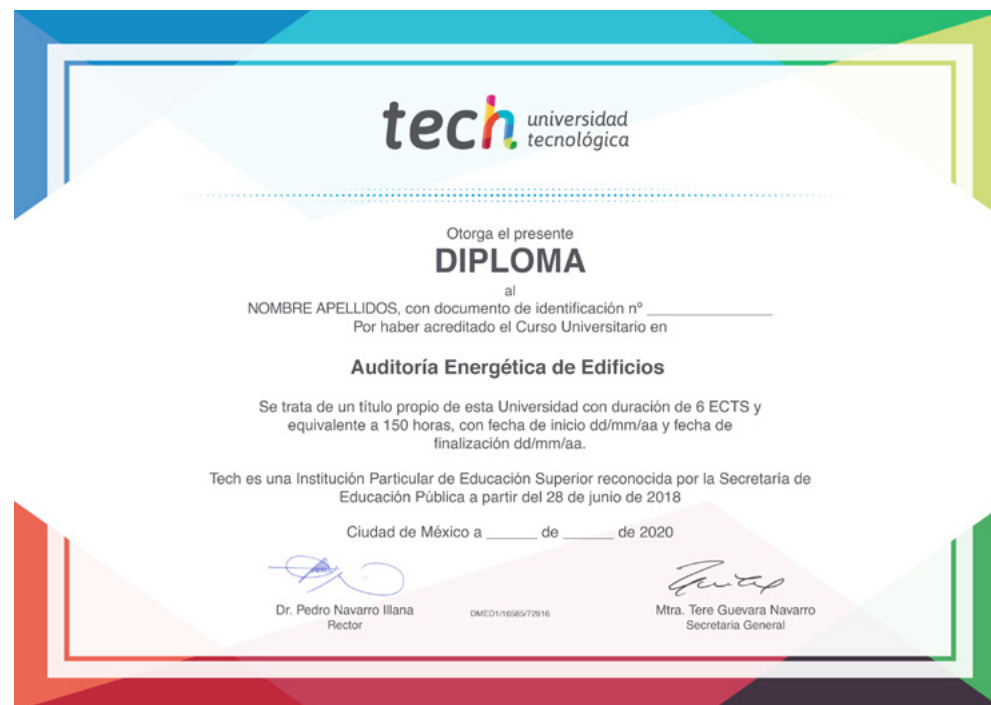 tech universidad
tecnológica
Otorga el presente
DIPLOMA
al
NOMBRE APELLIDOS, con documento de identificación nº ___________________
Por haber acreditado el Curso Universitario en
Auditoría Energética de Edificios
Se trata de un título propio de esta Universidad con duración de 6 ECTS y
equivalente a 150 horas, con fecha de inicio dd/mm/aa y fecha de
finalización dd/mm/aa.
Tech es una Institución Particular de Educación Superior reconocida por la Secretaría de
Educación Pública a partir del 28 de junio de 2018
Ciudad de México a ______ de ______ de 2020
Dr. Pedro Navarro Illana
Rector
DMED1/16585/72916
Mtra. Tere Guevara Navarro
Secretaria General